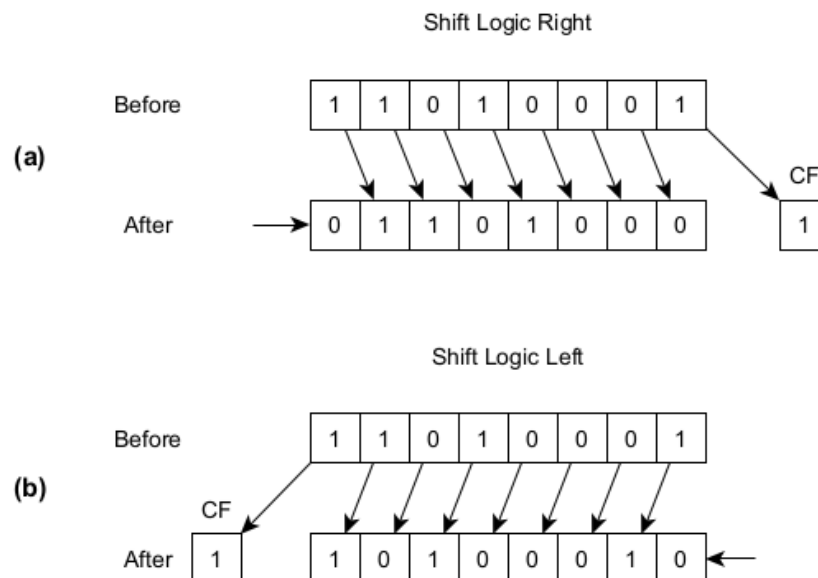 Shift Logic Right
Before 1 1 0 1 0 0 0 1
(a)
CF
After 0 1 1 0 1 0 0 0 1
Shift Logic Left
Before 1 1 0 1 0 0 0 1
(b)
CF
After 1 1 0 1 0 0 0 1 0